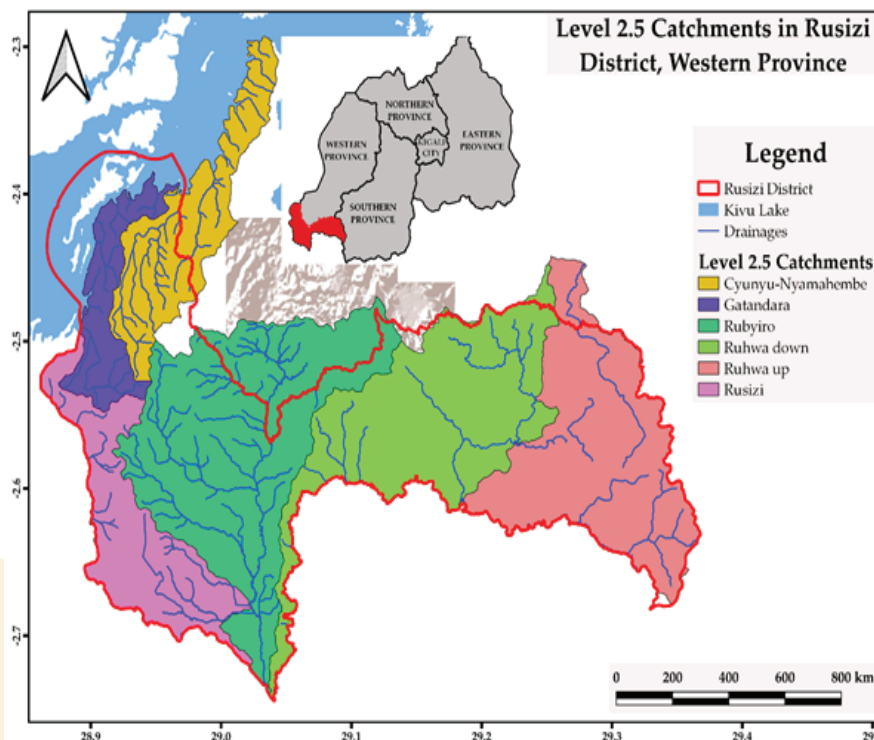 Level 2.5 Catchments in Rusizi
District, Western Province
NORTHERN
PROVINCE
WESTERN
PROVINCE
KIGALI
CITY
EASTERN
PROVINCE
SOUTHERN
PROVINCE
Legend
Rusizi District
Kivu Lake
Drainages
Level 2.5 Catchments
Cyunyu-Nyamahembe
Gatandara
Rubyiro
Ruhwa down
Ruhwa up
Rusizi
0 200 400 600 800 km
-2.3
-2.4
-2.5
-2.6
-2.7
28.9 29.0 29.1 29.2 29.3 29.4